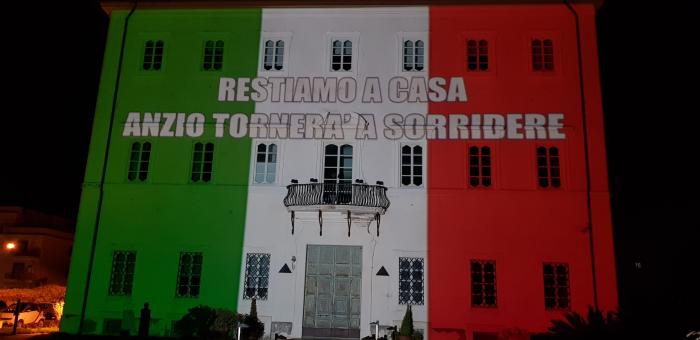 RESTIAMO A CASA
ANZIO TORNERA' A SORRIDERE